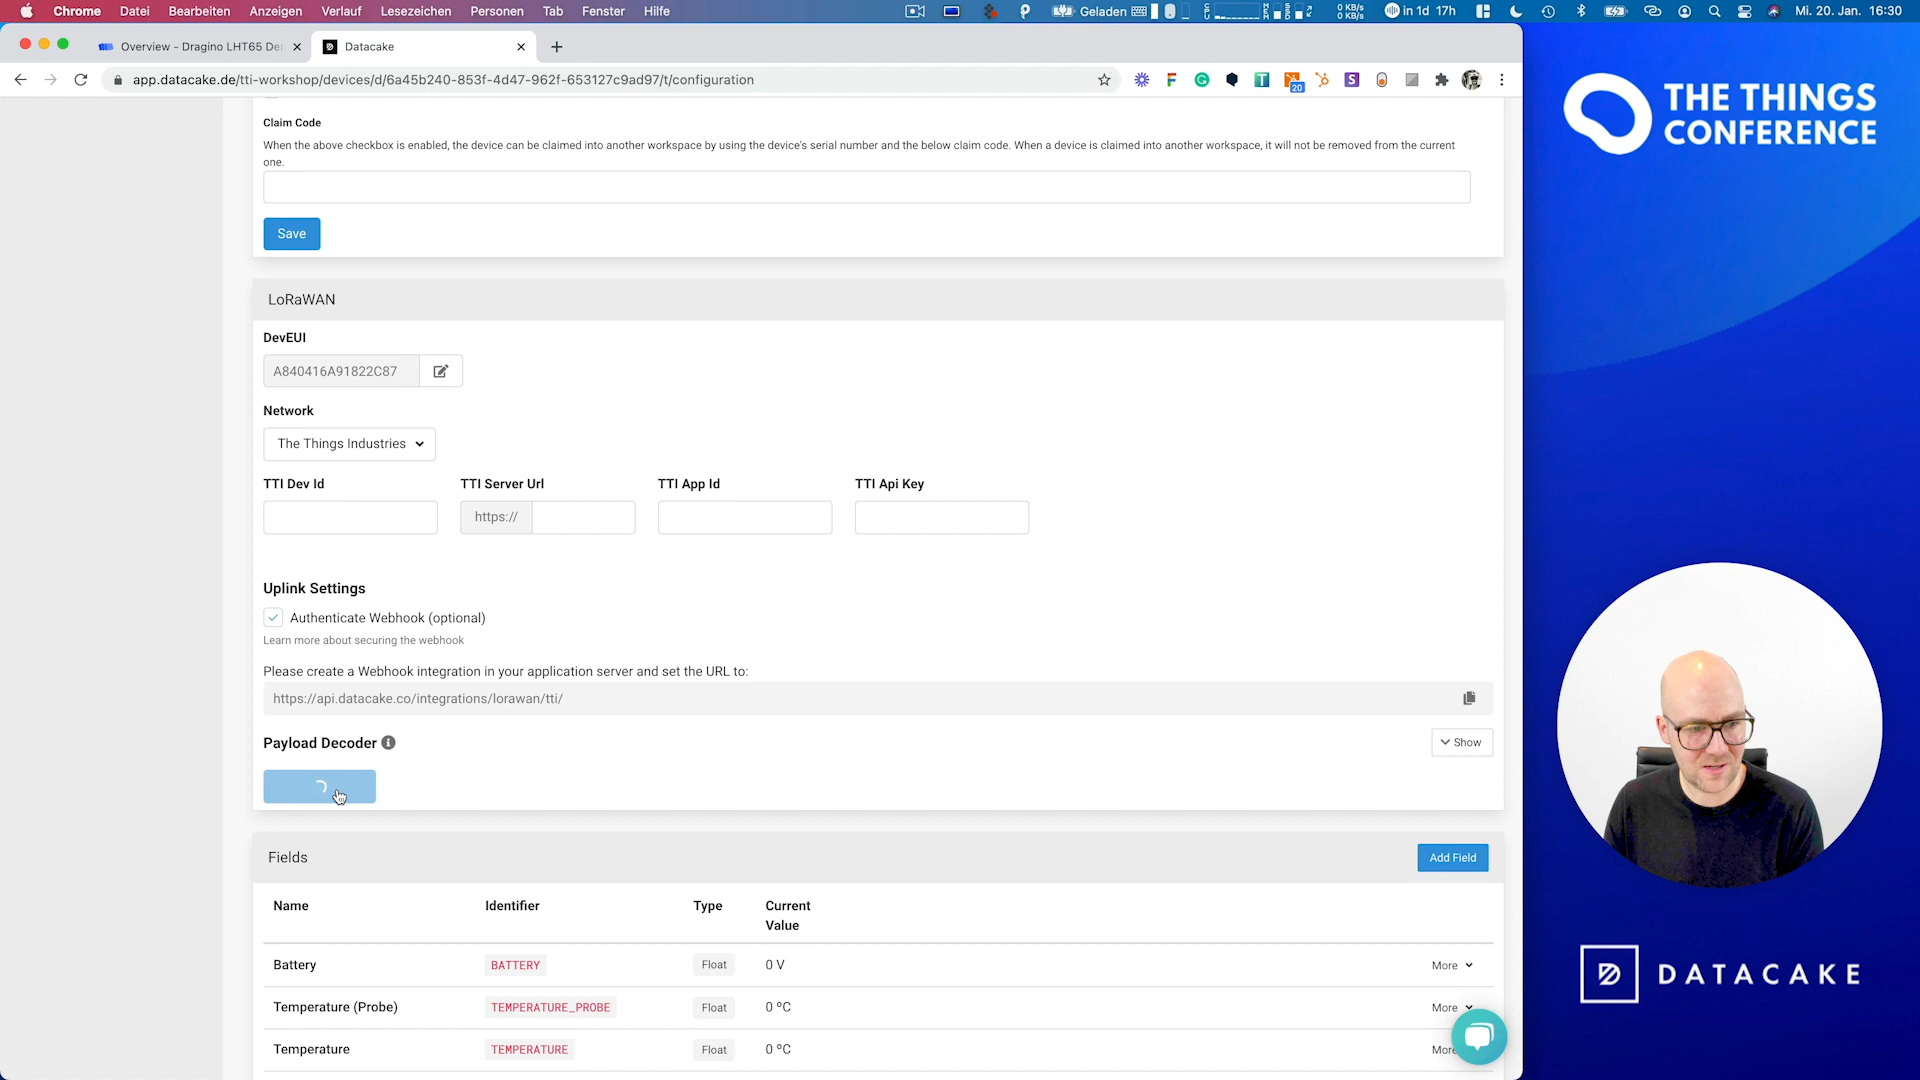 Chrome Datei Bearbeiten Anzeigen Verlauf Lesezeichen Personen Tab Fenster Hilfe
Geladen
0 KB/s
0 KB/s
in 1d 17h
Mi. 20. Jan. 16:30
Overview - Dragino LHT65 De
Datacake
app.datacake.de/tti-workshop/devices/d/6a45b240-853f-4d47-962f-653127c9ad97/t/configuration
20
THE THINGS
CONFERENCE
Claim Code
When the above checkbox is enabled, the device can be claimed into another workspace by using the device's serial number and the below claim code. When a device is claimed into another workspace, it will not be removed from the current
one.
Save
LoRaWAN
DevEUI
A840416A91822C87
Network
The Things Industries
TTI Dev Id TTI Server Url TTI App Id TTI Api Key
https://
Uplink Settings
Authenticate Webhook (optional)
Learn more about securing the webhook
Please create a Webhook integration in your application server and set the URL to:
https://api.datacake.co/integrations/lorawan/tti/
Payload Decoder
Show
Fields
Add Field
Name Identifier Type Current
Value
Battery BATTERY Float 0 V More
Temperature (Probe) TEMPERATURE_PROBE Float 0 °C More
Temperature TEMPERATURE Float 0 °C More
DATACAKE